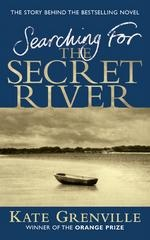 THE STORY BEHIND THE BESTSELLING NOVEL
Searching For
THE
SECRET
RIVER
KATE GRENVILLE
WINNER OF THE ORANGE PRIZE